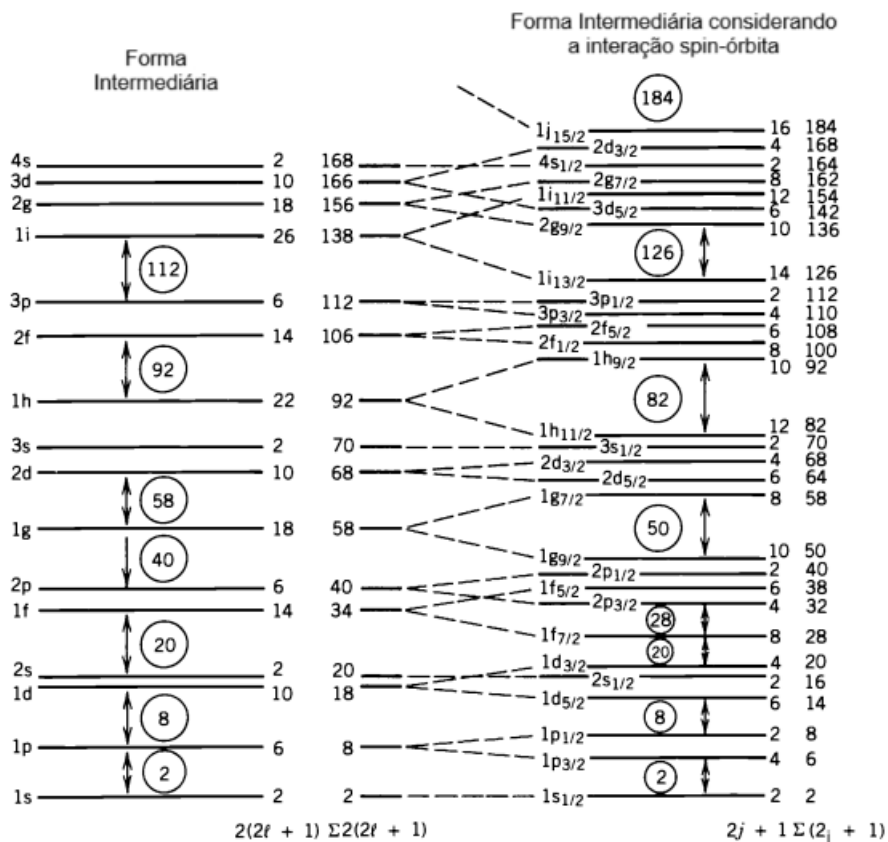 Forma
Intermediária
4s 2 168
3d 10 166
2g 18 156
1i 26 138
112
3p 6 112
2f 14 106
92
1h 22 92
3s 2 70
2d 10 68
58
1g 18 58
40
2p 6 40
1f 14 34
20
2s 2 20
1d 10 18
8
1p 6 8
2
1s 2 2
2(2ℓ + 1) Σ2(2ℓ + 1)
Forma Intermediária considerando
a interação spin-órbita
184
1j15/2 16 184
2d3/2 4 168
4s1/2 2 164
2g7/2 8 162
1i11/2 12 154
3d5/2 6 142
2g9/2 10 136
126
1i13/2 14 126
3p1/2 2 112
3p3/2 4 110
2f5/2 6 108
2f1/2 8 100
1h9/2 10 92
82
1h11/2 12 82
3s1/2 2 70
2d3/2 4 68
2d5/2 6 64
1g7/2 8 58
50
1g9/2 10 50
2p1/2 2 40
1f5/2 6 38
2p3/2 4 32
28
1f7/2 8 28
20
1d3/2 4 20
2s1/2 2 16
1d5/2 6 14
8
1p1/2 2 8
1p3/2 4 6
2
1s1/2 2 2
2j + 1 Σ(2j + 1)